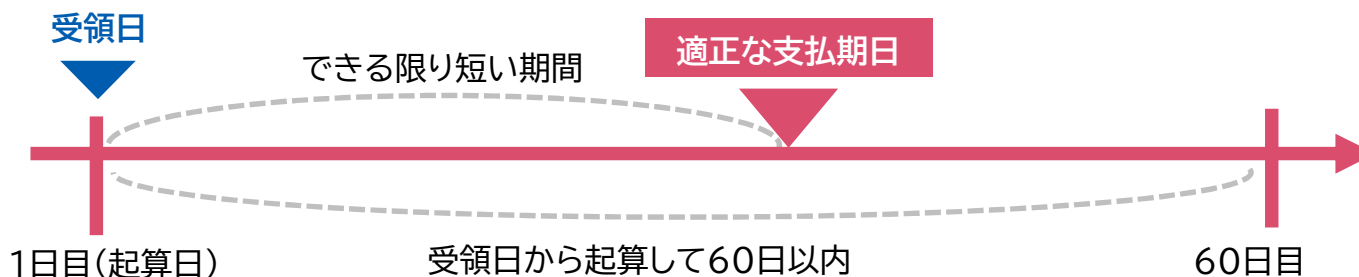 受領日
適正な支払期日
できる限り短い期間
1日目(起算日)
受領日から起算して60日以内
60日目